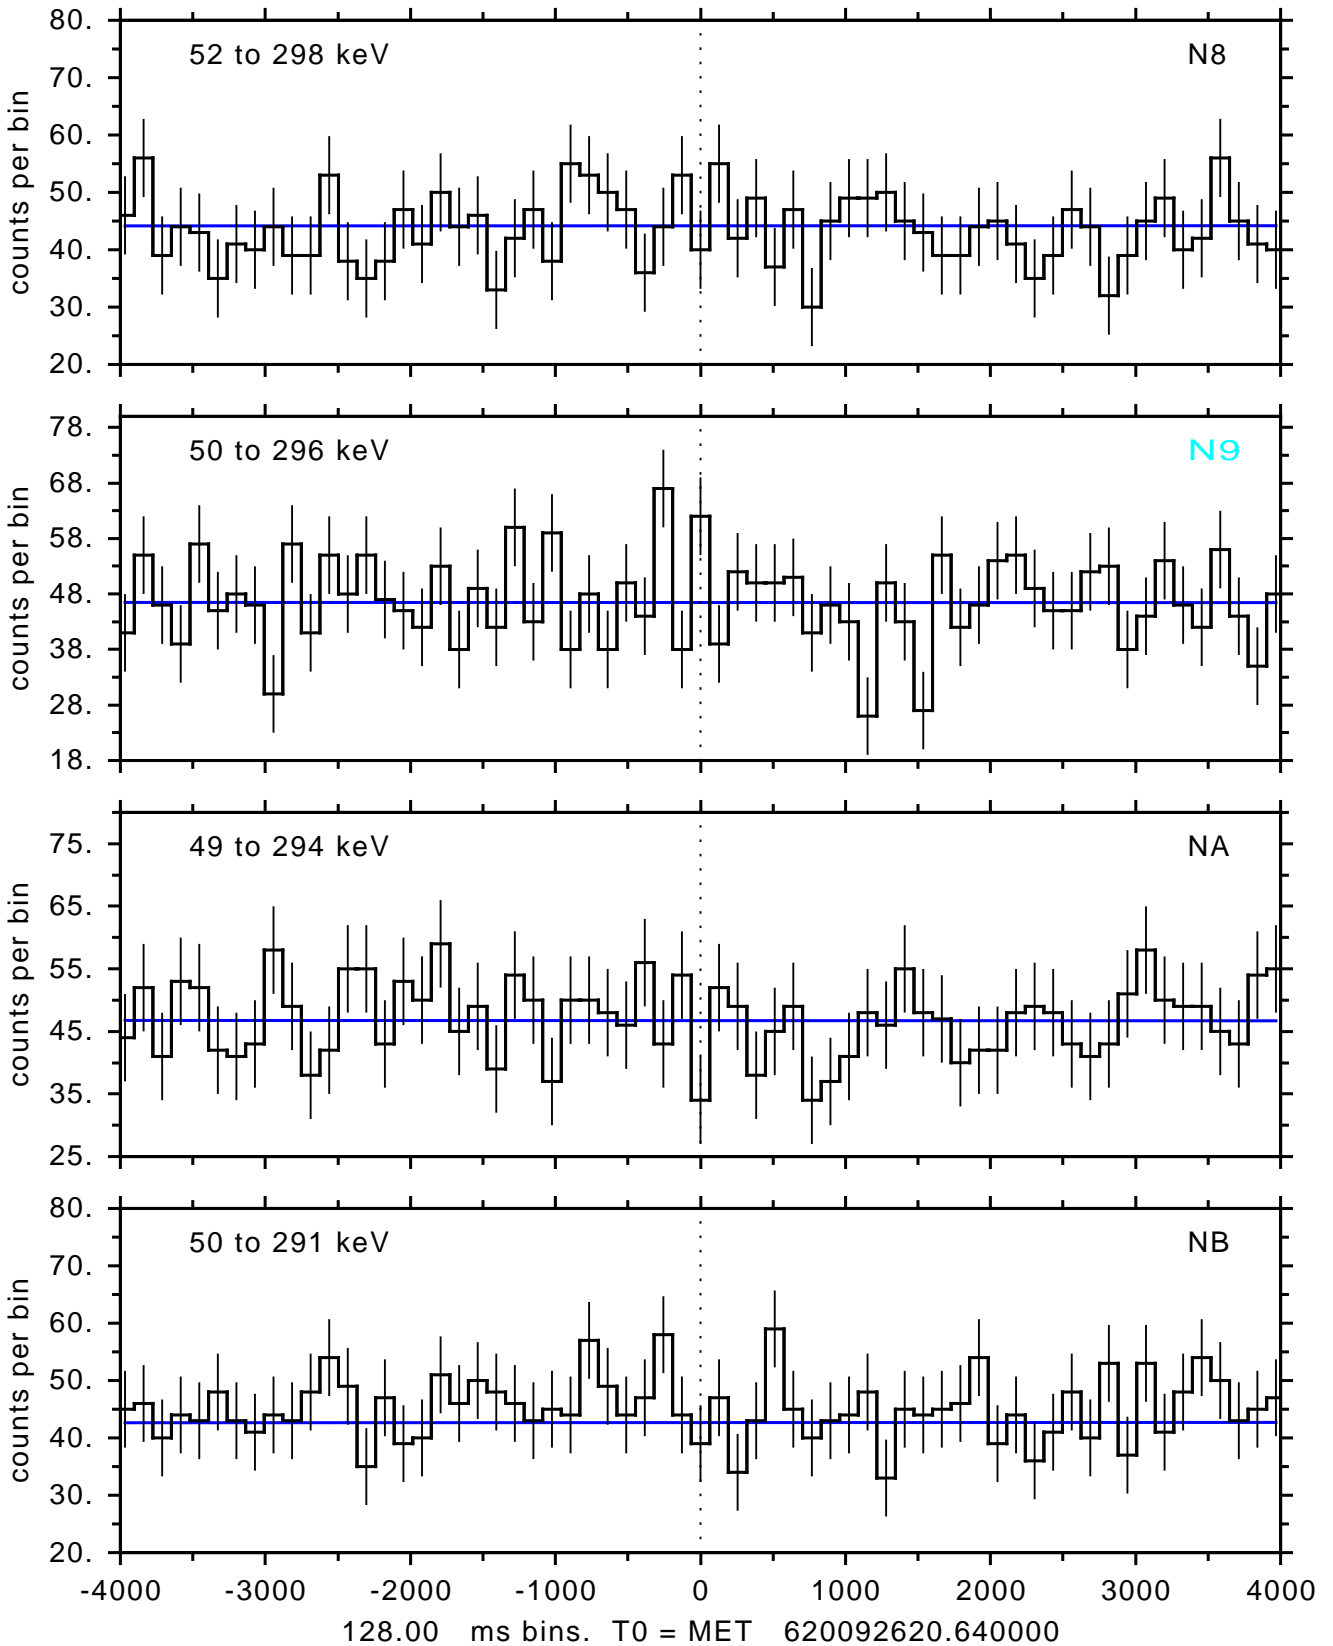 80.
52 to 298 keV N8
70.
60.
50.
40.
30.
20.
counts per bin
78.
50 to 296 keV N9
68.
58.
48.
38.
28.
18.
counts per bin
49 to 294 keV NA
75.
65.
55.
45.
35.
25.
counts per bin
80.
50 to 291 keV NB
70.
60.
50.
40.
30.
20.
counts per bin
-4000 -3000 -2000 -1000 0 1000 2000 3000 4000
128.00 ms bins. T0 = MET 620092620.640000